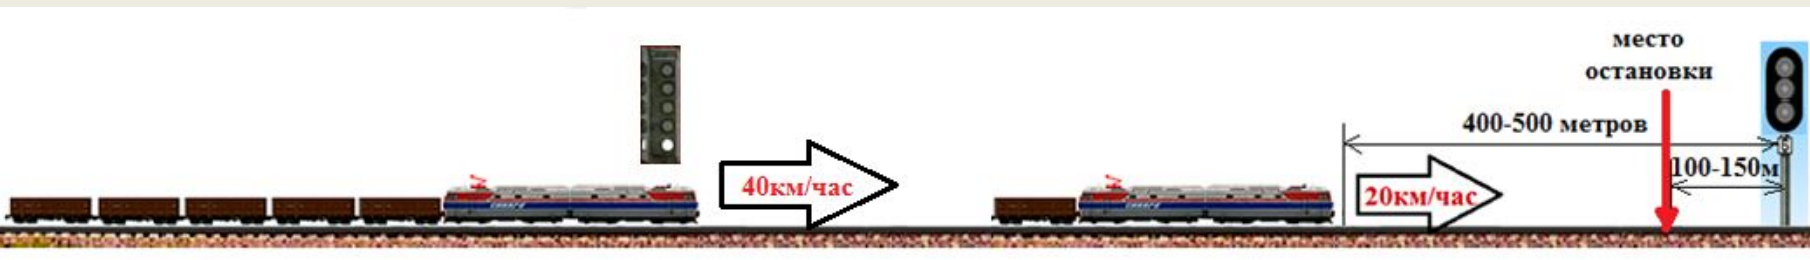 место
остановки
400-500 метров
100-150м
40км/час
20км/час